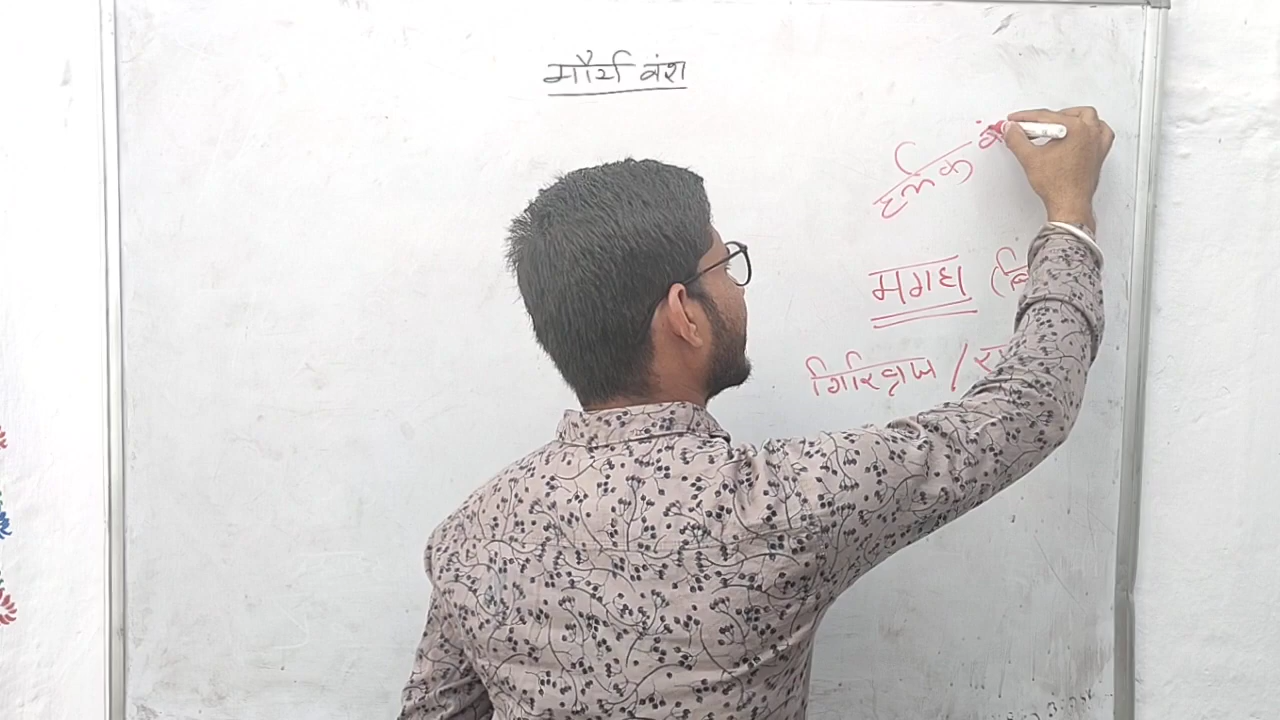 मौर्य वंश
हर्यक वं
मगध (बि
गिरिव्रज / रा